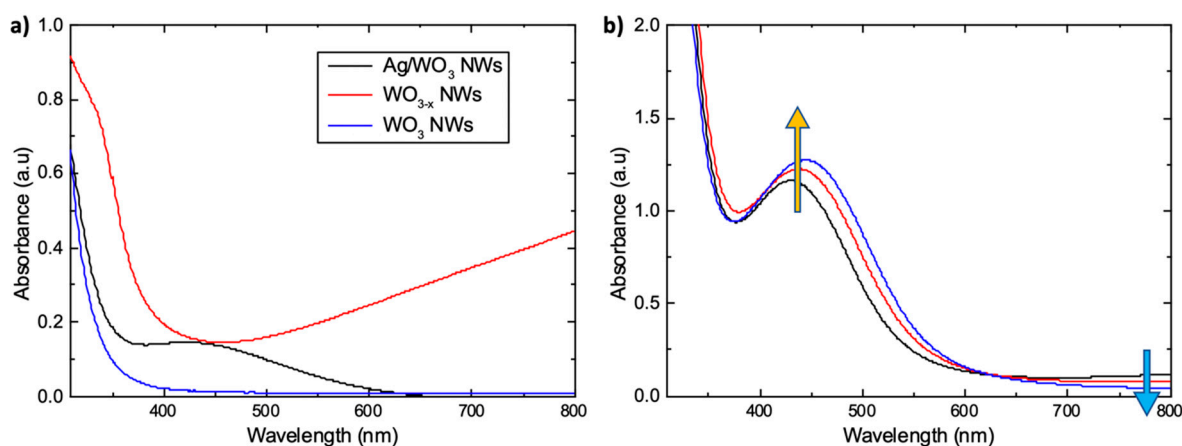 a)
1.0
0.8
0.6
0.4
0.2
0.0
Absorbance (a.u)
Ag/WO₃ NWs
WO₃₋ₓ NWs
WO₃ NWs
400 500 600 700 800
Wavelength (nm)
b)
2.0
1.5
1.0
0.5
0.0
Absorbance (a.u)
400 500 600 700 800
Wavelength (nm)